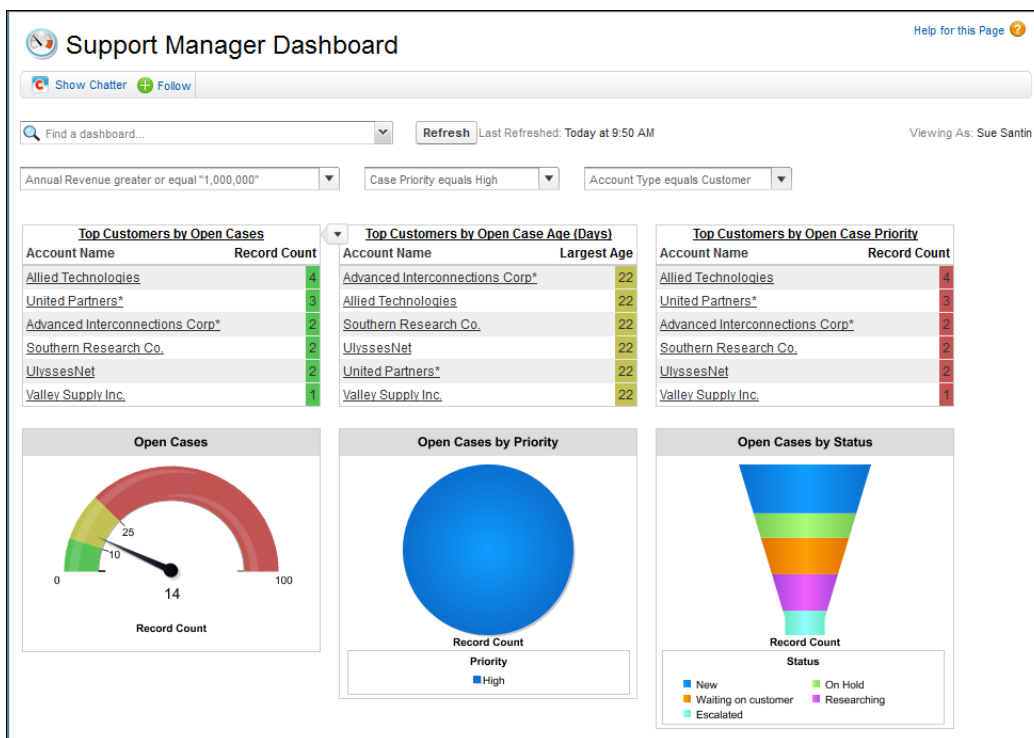 Support Manager Dashboard
Help for this Page
Show Chatter Follow
Find a dashboard...
Refresh Last Refreshed: Today at 9:50 AM
Viewing As: Sue Santin
Annual Revenue greater or equal "1,000,000"
Case Priority equals High
Account Type equals Customer
Top Customers by Open Cases
Account Name Record Count
Allied Technologies 4
United Partners* 3
Advanced Interconnections Corp* 2
Southern Research Co. 2
UlyssesNet 2
Valley Supply Inc. 1
Top Customers by Open Case Age (Days)
Account Name Largest Age
Advanced Interconnections Corp* 22
Allied Technologies 22
Southern Research Co. 22
UlyssesNet 22
United Partners* 22
Valley Supply Inc. 22
Top Customers by Open Case Priority
Account Name Record Count
Allied Technologies 4
United Partners* 3
Advanced Interconnections Corp* 2
Southern Research Co. 2
UlyssesNet 2
Valley Supply Inc. 1
Open Cases
25
10
0
100
14
Record Count
Open Cases by Priority
Record Count
Priority
High
Open Cases by Status
Record Count
Status
New On Hold
Waiting on customer Researching
Escalated